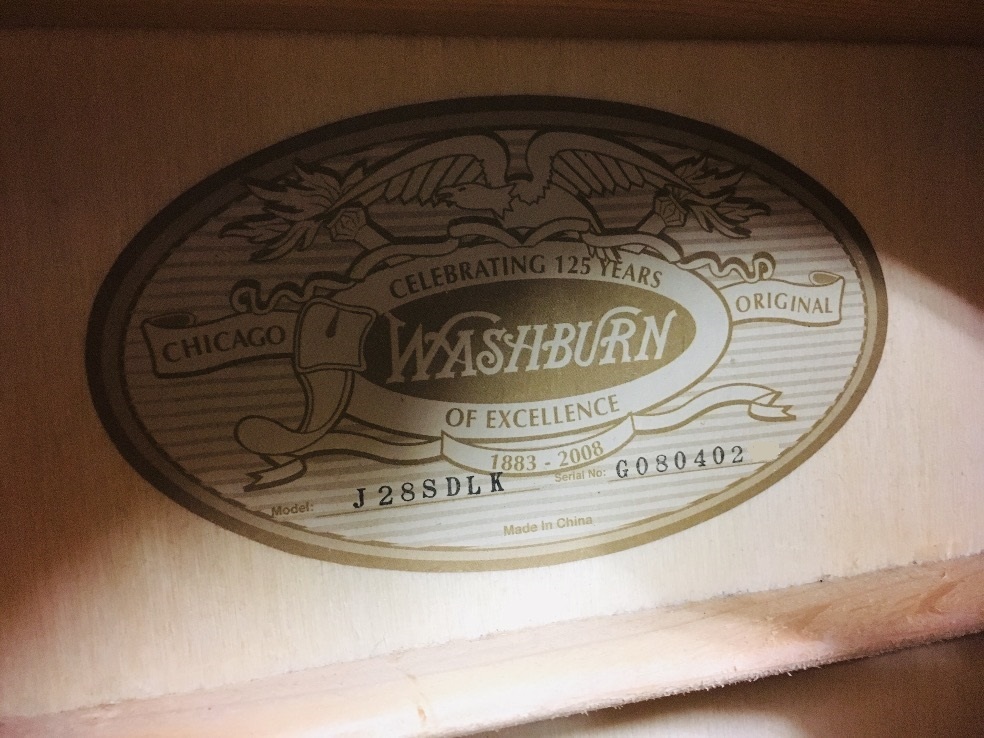 CELEBRATING 125 YEARS
CHICAGO
WASHBURN
ORIGINAL
OF EXCELLENCE
1883 - 2008
Model: J28SDLK
Serial No: G080402
Made In China